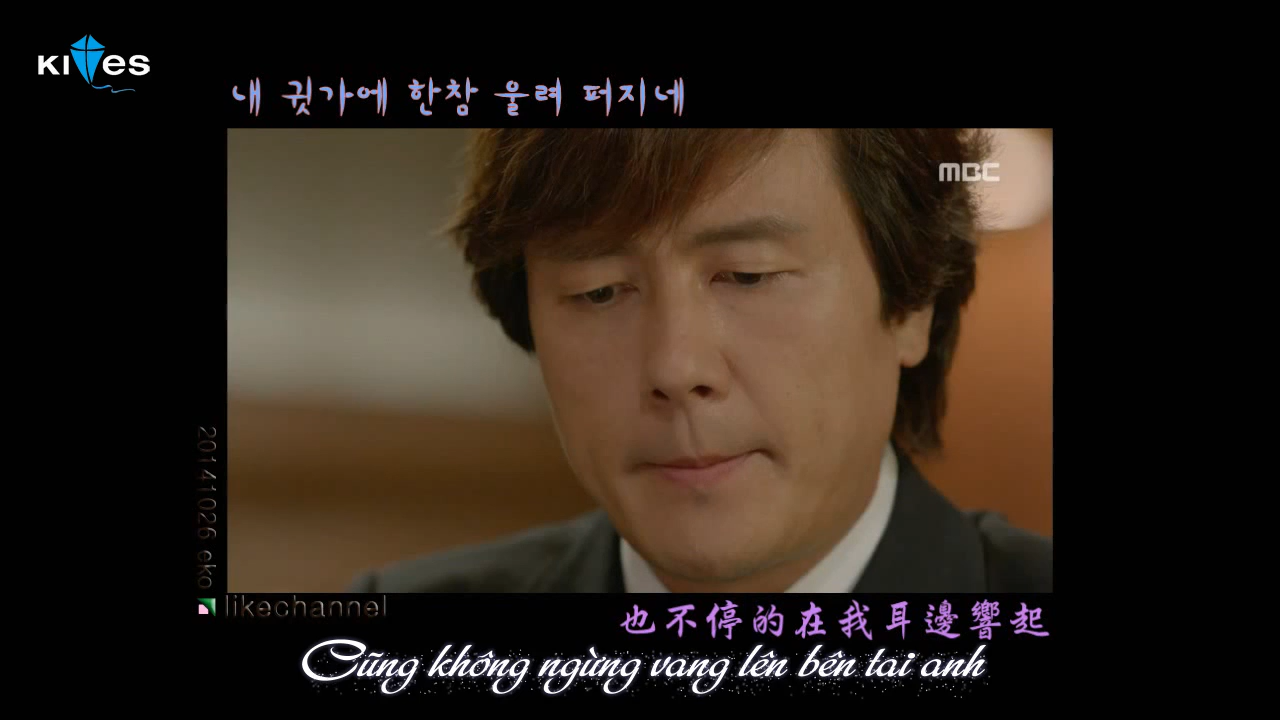 KITES
내 귓가에 한참 울려 퍼지네
MBC
20141026 eko
likechannel
也不停的在我耳邊響起
Cũng không ngừng vang lên bên tai anh